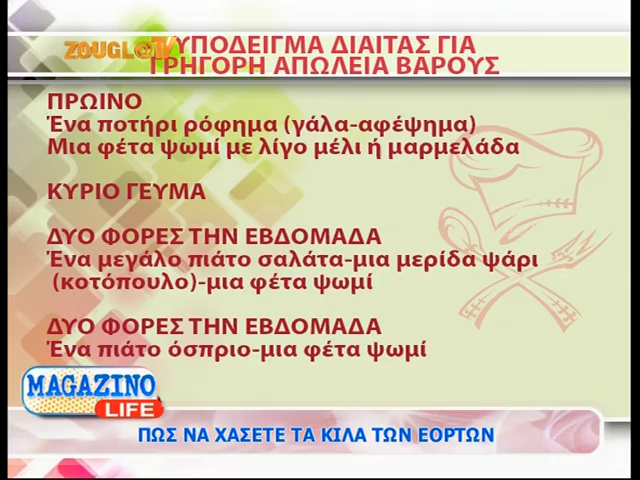 ZOUGL@TV
ΥΠΟΔΕΙΓΜΑ ΔΙΑΙΤΑΣ ΓΙΑ
ΓΡΗΓΟΡΗ ΑΠΩΛΕΙΑ ΒΑΡΟΥΣ
ΠΡΩΙΝΟ
Ένα ποτήρι ρόφημα (γάλα-αφέψημα)
Μια φέτα ψωμί με λίγο μέλι ή μαρμελάδα
ΚΥΡΙΟ ΓΕΥΜΑ
ΔΥΟ ΦΟΡΕΣ ΤΗΝ ΕΒΔΟΜΑΔΑ
Ένα μεγάλο πιάτο σαλάτα-μια μερίδα ψάρι
(κοτόπουλο)-μια φέτα ψωμί
ΔΥΟ ΦΟΡΕΣ ΤΗΝ ΕΒΔΟΜΑΔΑ
Ένα πιάτο όσπριο-μια φέτα ψωμί
MAGAZINO
LIFE
ΠΩΣ ΝΑ ΧΑΣΕΤΕ ΤΑ ΚΙΛΑ ΤΩΝ ΕΟΡΤΩΝ